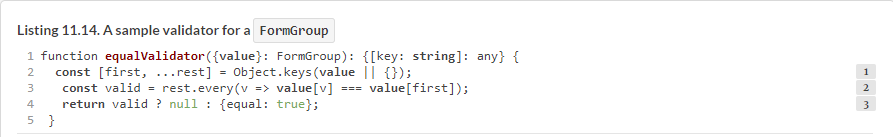 Listing 11.14. A sample validator for a FormGroup
1 function equalValidator({value}: FormGroup): {[key: string]: any} {
2 const [first, ...rest] = Object.keys(value || {}); 1
3 const valid = rest.every(v => value[v] === value[first]); 2
4 return valid ? null : {equal: true}; 3
5 }